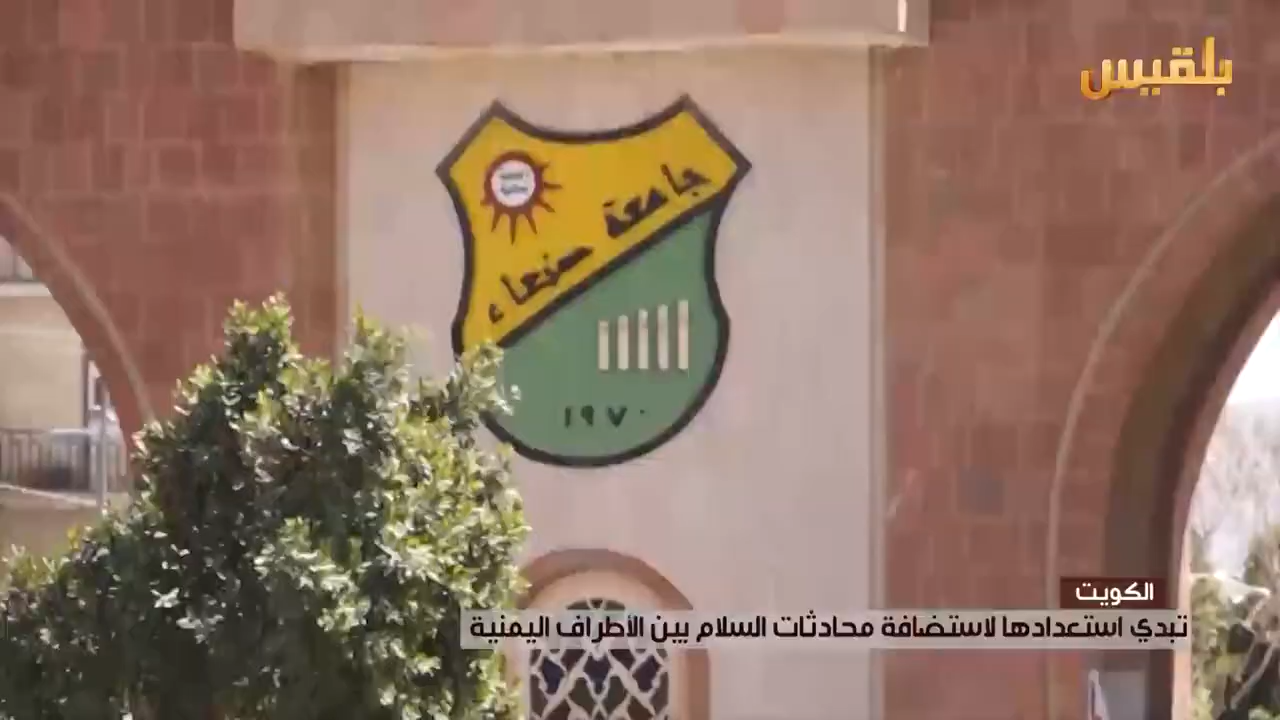 بلقيس
جامعة صنعاء
١٩٧٠
الكويت
تبدي استعدادها لاستضافة محادثات السلام بين الأطراف اليمنية